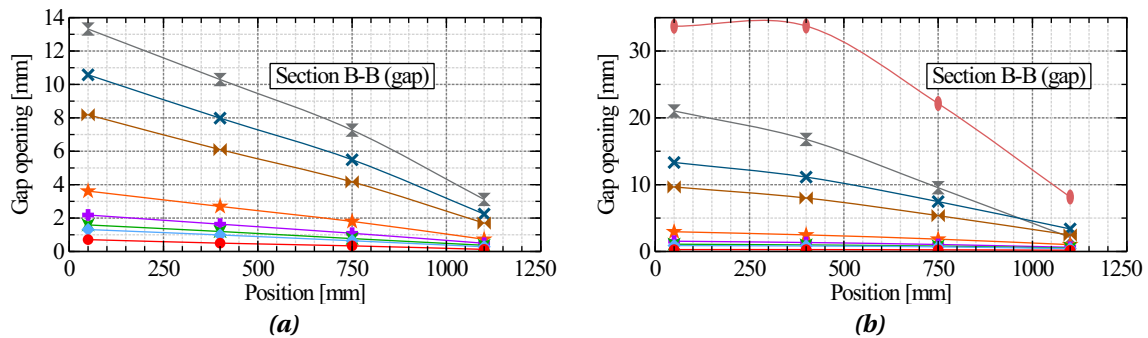 14
12
10
8
6
4
2
0
Gap opening [mm]
Section B-B (gap)
0 250 500 750 1000 1250
Position [mm]
(a)
30
20
10
0
Gap opening [mm]
Section B-B (gap)
0 250 500 750 1000 1250
Position [mm]
(b)